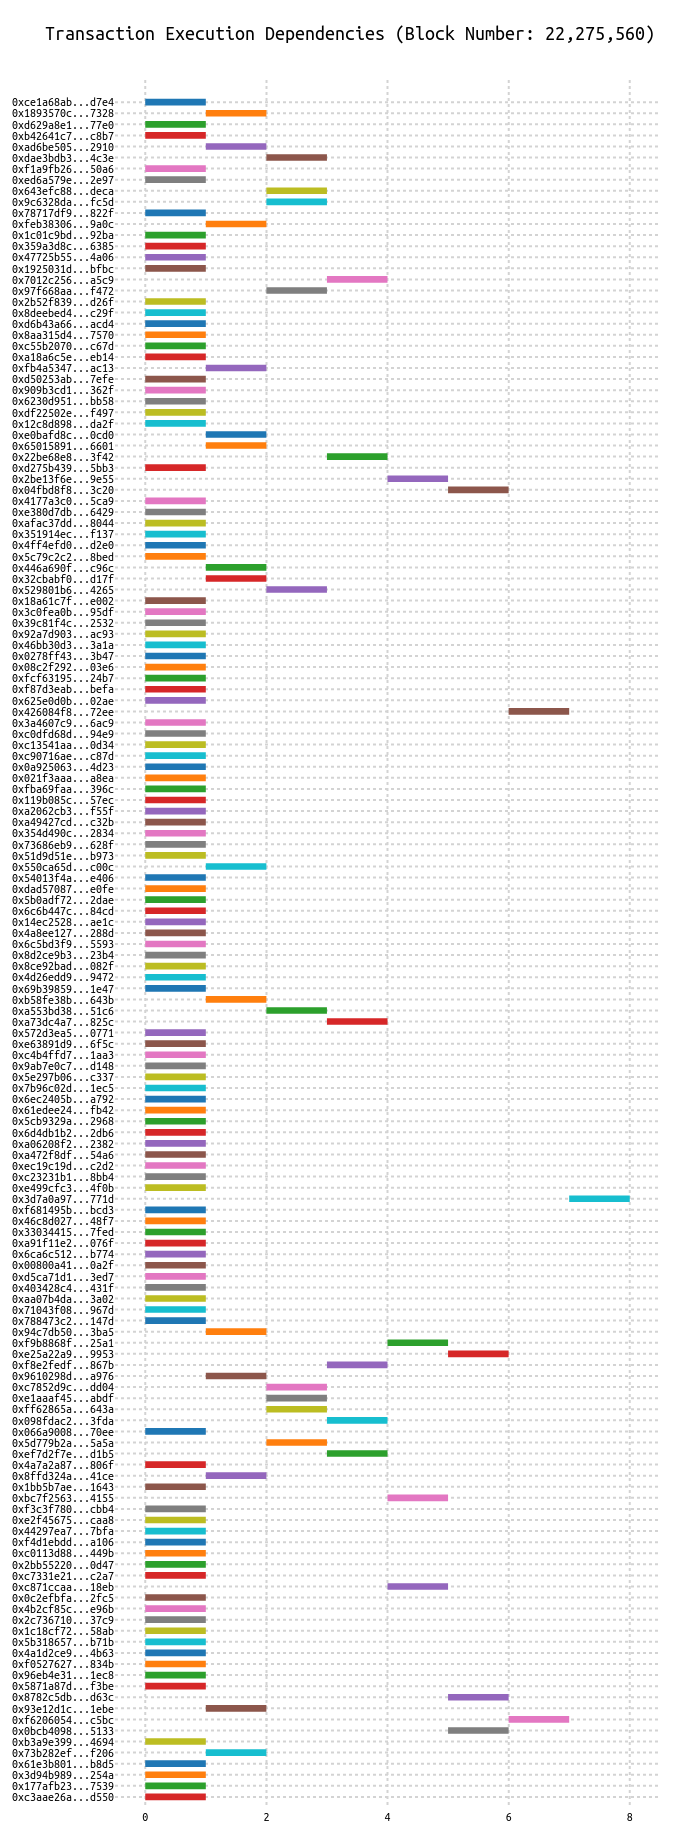 Transaction Execution Dependencies (Block Number: 22,275,560)
0xce1a68ab...d7e4
0x1893570c...7328
0xd629a8e1...77e0
0xb42641c7...c8b7
0xad6be505...2910
0xdae3bdb3...4c3e
0xf1a9fb26...50a6
0xed6a579e...2e97
0x643efc88...deca
0x9c6328da...fc5d
0x78717df9...822f
0xfeb38306...9a0c
0x1c01c9bd...92ba
0x359a3d8c...6385
0x47725b55...4a06
0x1925031d...bfbc
0x7012c256...a5c9
0x97f668aa...f472
0x2b52f839...d26f
0x8deebed4...c29f
0xd6b43a66...acd4
0x8aa315d4...7570
0xc55b2070...c67d
0xa18a6c5e...eb14
0xfb4a5347...ac13
0xd50253ab...7efe
0x909b3cd1...362f
0x6230d951...bb58
0xdf22502e...f497
0x12c8d898...da2f
0xe0bafd8c...0cd0
0x65015891...6601
0x22be68e8...3f42
0xd275b439...5bb3
0x2be13f6e...9e55
0x04fbd8f8...3c20
0x4177a3c0...5ca9
0xe380d7db...6429
0xafac37dd...8044
0x351914ec...f137
0x4ff4efd0...d2e0
0x5c79c2c2...8bed
0x446a690f...c96c
0x32cbabf0...d17f
0x529801b6...4265
0x18a61c7f...e002
0x3c0fea0b...95df
0x39c81f4c...2532
0x92a7d903...ac93
0x46bb30d3...3a1a
0x0278ff43...3b47
0x08c2f292...03e6
0xfcf63195...24b7
0xf87d3eab...befa
0x625e0d0b...02ae
0x426084f8...72ee
0x3a4607c9...6ac9
0xc0dfd68d...94e9
0xc13541aa...0d34
0xc90716ae...c87d
0x0a925063...4d23
0x021f3aaa...a8ea
0xfba69faa...396c
0x119b085c...57ec
0xa2062cb3...f55f
0xa49427cd...c32b
0x354d490c...2834
0x73686eb9...628f
0x51d9d51e...b973
0x550ca65d...c00c
0x54013f4a...e406
0xdad57087...e0fe
0x5b0adf72...2dae
0x6c6b447c...84cd
0x14ec2528...ae1c
0x4a8ee127...288d
0x6c5bd3f9...5593
0x8d2ce9b3...23b4
0x8ce92bad...082f
0x4d26edd9...9472
0x69b39859...1e47
0xb58fe38b...643b
0xa553bd38...51c6
0xa73dc4a7...825c
0x572d3ea5...0771
0xe63891d9...6f5c
0xc4b4ffd7...1aa3
0x9ab7e0c7...d148
0x5e297b06...c337
0x7b96c02d...1ec5
0x6ec2405b...a792
0x61edee24...fb42
0x5cb9329a...2968
0x6d4db1b2...2db6
0xa06208f2...2382
0xa472f8df...54a6
0xec19c19d...c2d2
0xc23231b1...8bb4
0xe499cfc3...4f0b
0x3d7a0a97...771d
0xf681495b...bcd3
0x46c8d027...48f7
0x33034415...7fed
0xa91f11e2...076f
0x6ca6c512...b774
0x00800a41...0a2f
0xd5ca71d1...3ed7
0x403428c4...431f
0xaa07b4da...3a02
0x71043f08...967d
0x788473c2...147d
0x94c7db50...3ba5
0xf9b8868f...25a1
0xe25a22a9...9953
0xf8e2fedf...867b
0x9610298d...a976
0xc7852d9c...dd04
0xe1aaaf45...abdf
0xff62865a...643a
0x098fdac2...3fda
0x066a9008...70ee
0x5d779b2a...5a5a
0xef7d2f7e...d1b5
0x4a7a2a87...806f
0x8ffd324a...41ce
0x1bb5b7ae...1643
0xbc7f2563...4155
0xf3c3f780...cbb4
0xe2f45675...caa8
0x44297ea7...7bfa
0xf4d1ebdd...a106
0xc0113d88...449b
0x2bb55220...0d47
0xc7331e21...c2a7
0xc871ccaa...18eb
0x0c2efbfa...2fc5
0x4b2cf85c...e96b
0x2c736710...37c9
0x1c18cf72...58ab
0x5b318657...b71b
0x4a1d2ce9...4b63
0xf0527627...834b
0x96eb4e31...1ec8
0x5871a87d...f3be
0x8782c5db...d63c
0x93e12d1c...1ebe
0xf6206054...c5bc
0x0bcb4098...5133
0xb3a9e399...4694
0x73b282ef...f206
0x61e3b801...b8d5
0x3d94b989...254a
0x177afb23...7539
0xc3aae26a...d550
0 2 4 6 8